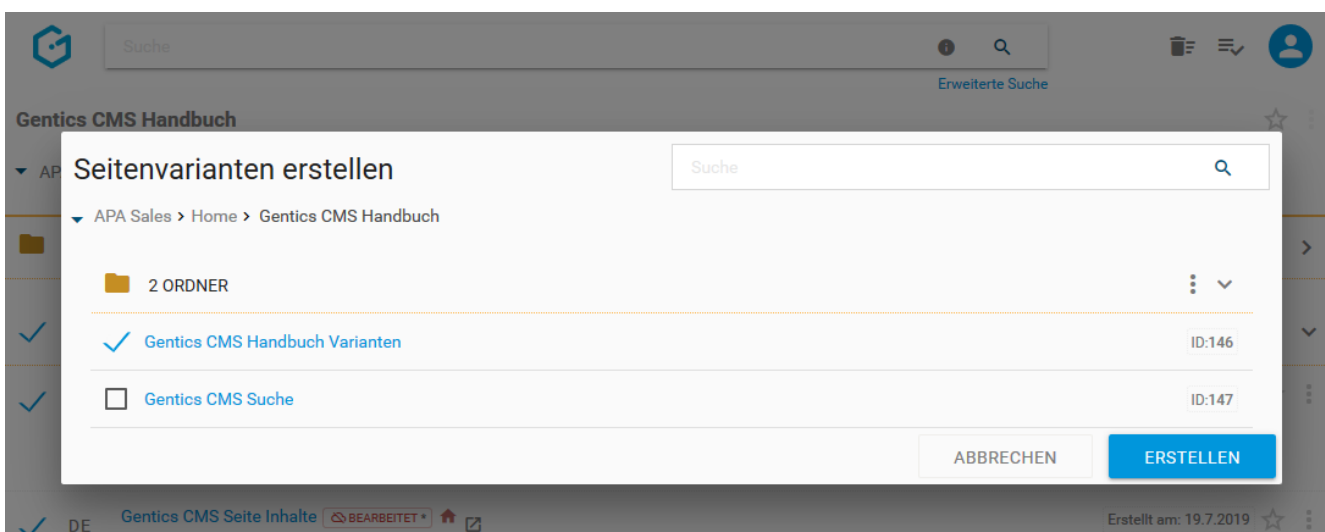 Suche
Erweiterte Suche
Gentics CMS Handbuch
AP
Seitenvarianten erstellen
Suche
APA Sales > Home > Gentics CMS Handbuch
2 ORDNER
Gentics CMS Handbuch Varianten ID:146
Gentics CMS Suche ID:147
ABBRECHEN ERSTELLEN
DE Gentics CMS Seite Inhalte BEARBEITET • Erstellt am: 19.7.2019